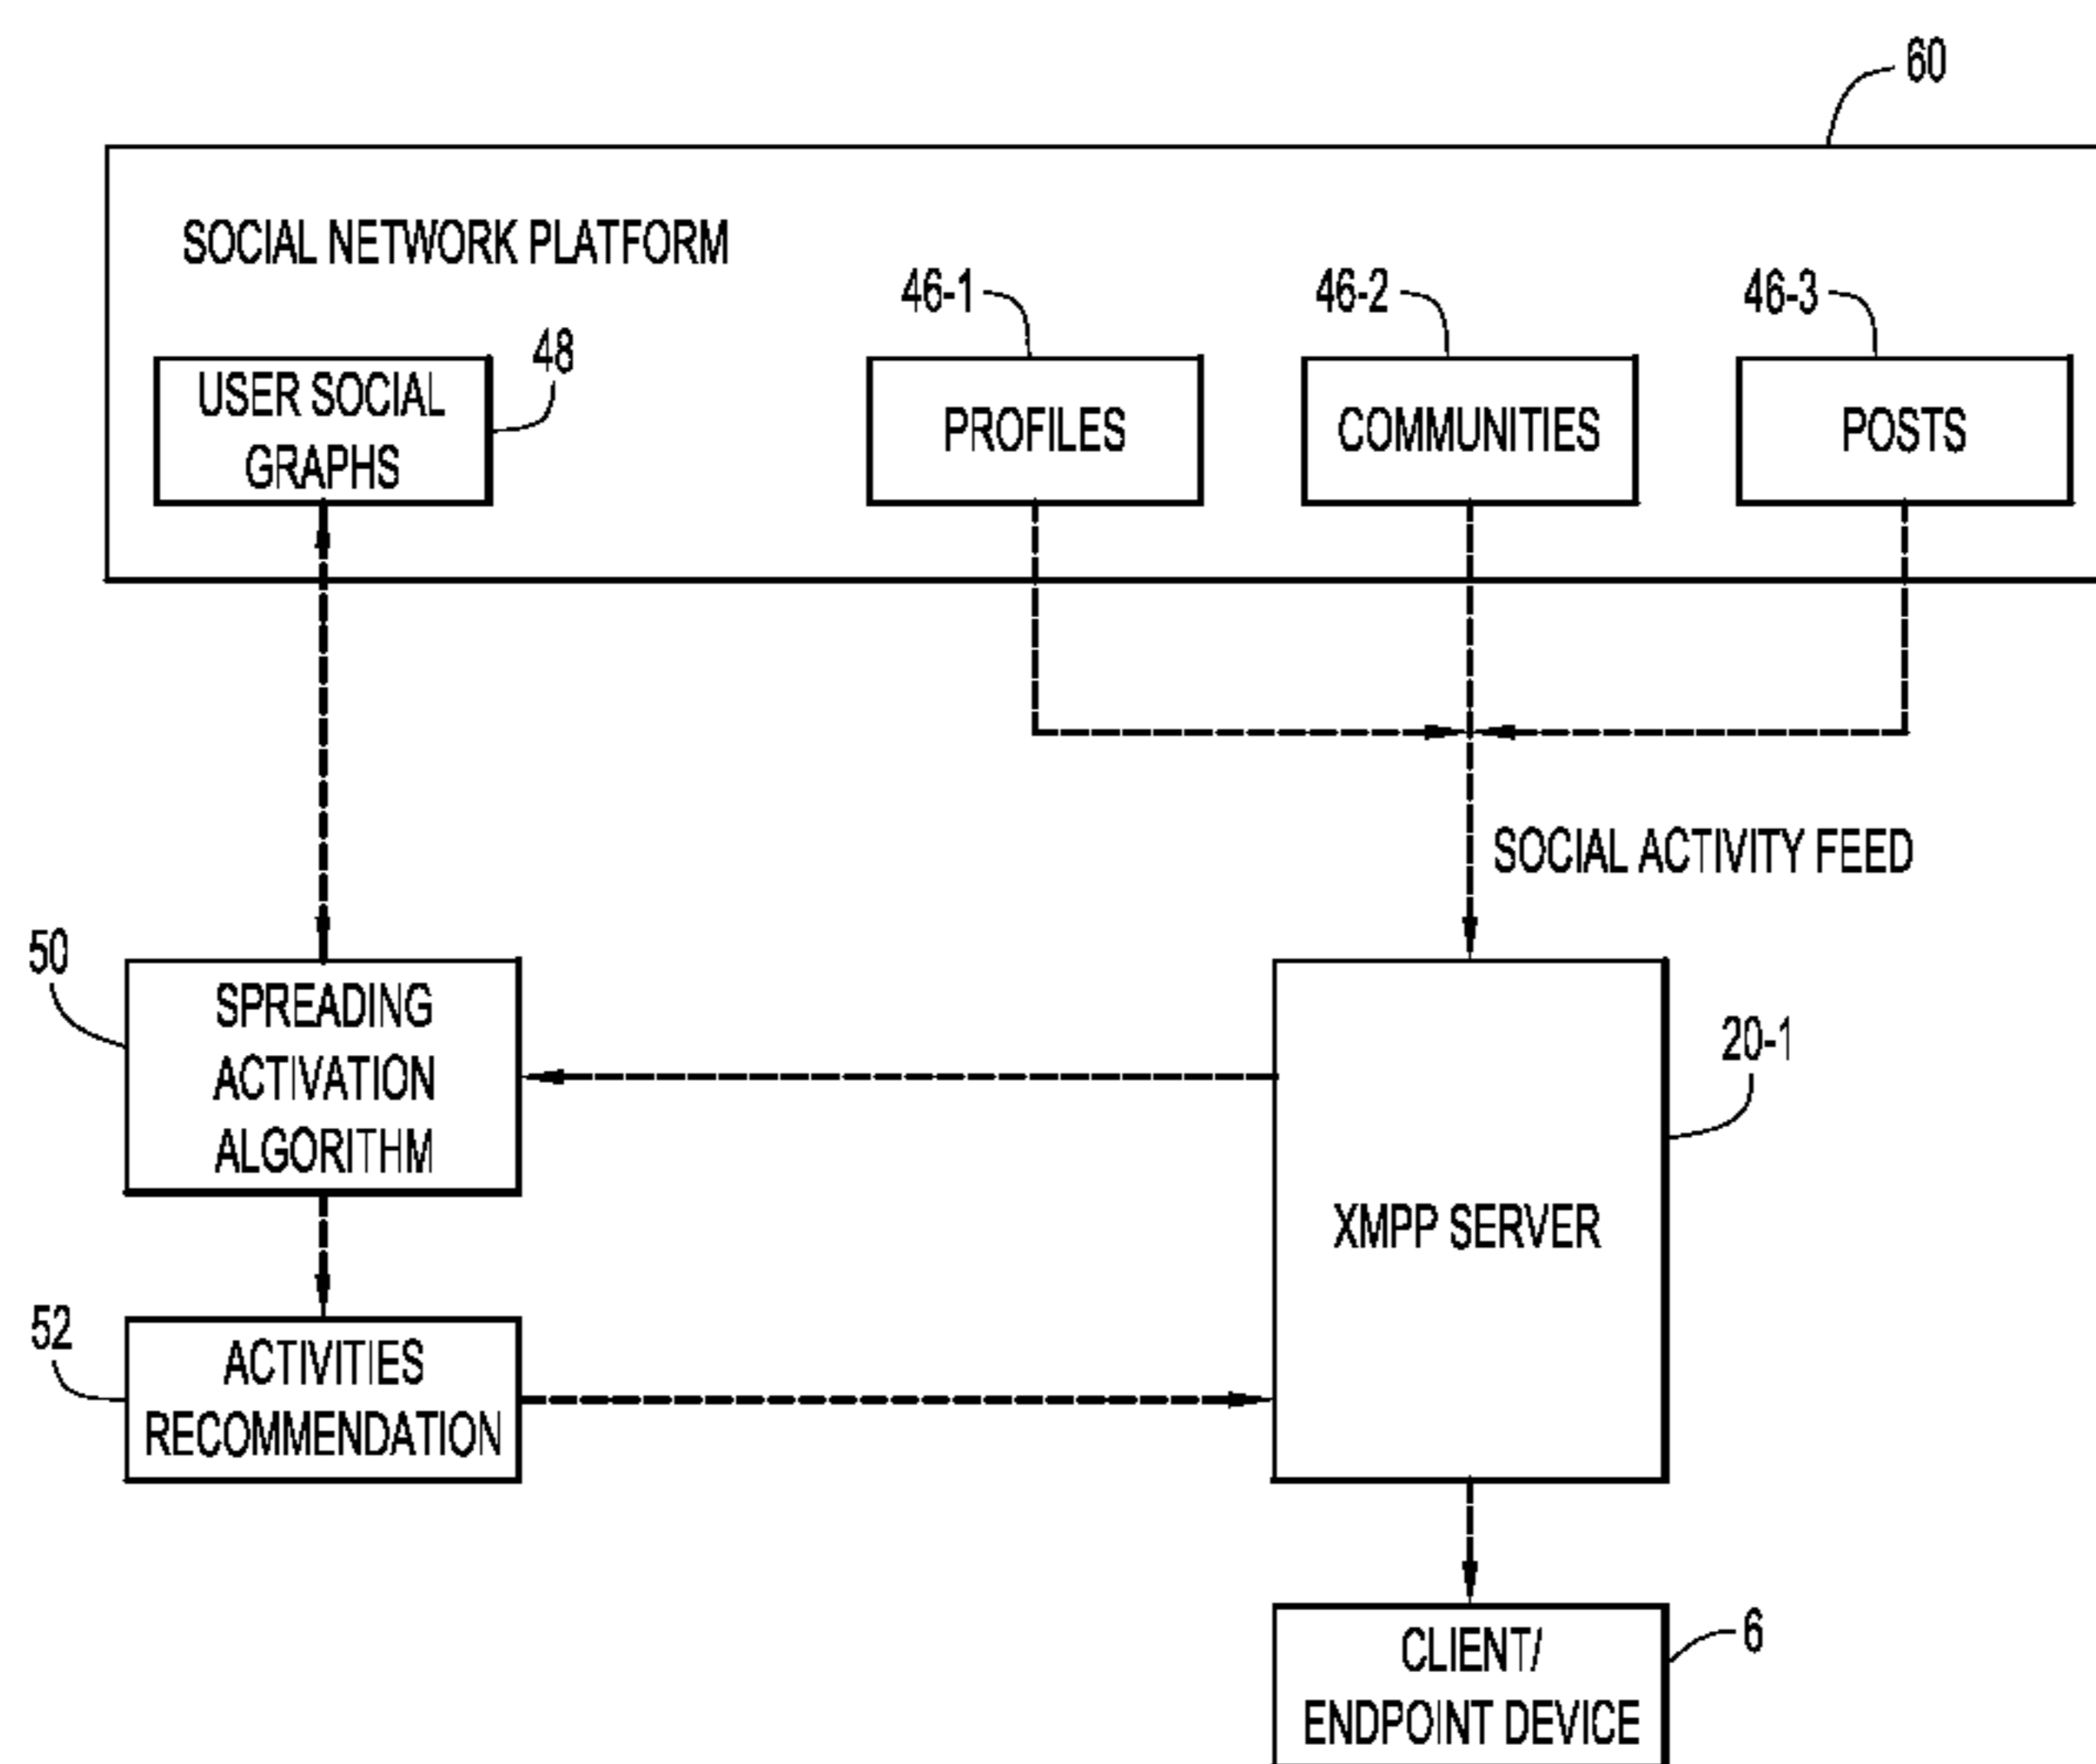 60
SOCIAL NETWORK PLATFORM
46-1
46-2
46-3
48
USER SOCIAL
GRAPHS
PROFILES
COMMUNITIES
POSTS
SOCIAL ACTIVITY FEED
50
SPREADING
ACTIVATION
ALGORITHM
20-1
XMPP SERVER
52
ACTIVITIES
RECOMMENDATION
CLIENT/
ENDPOINT DEVICE
6